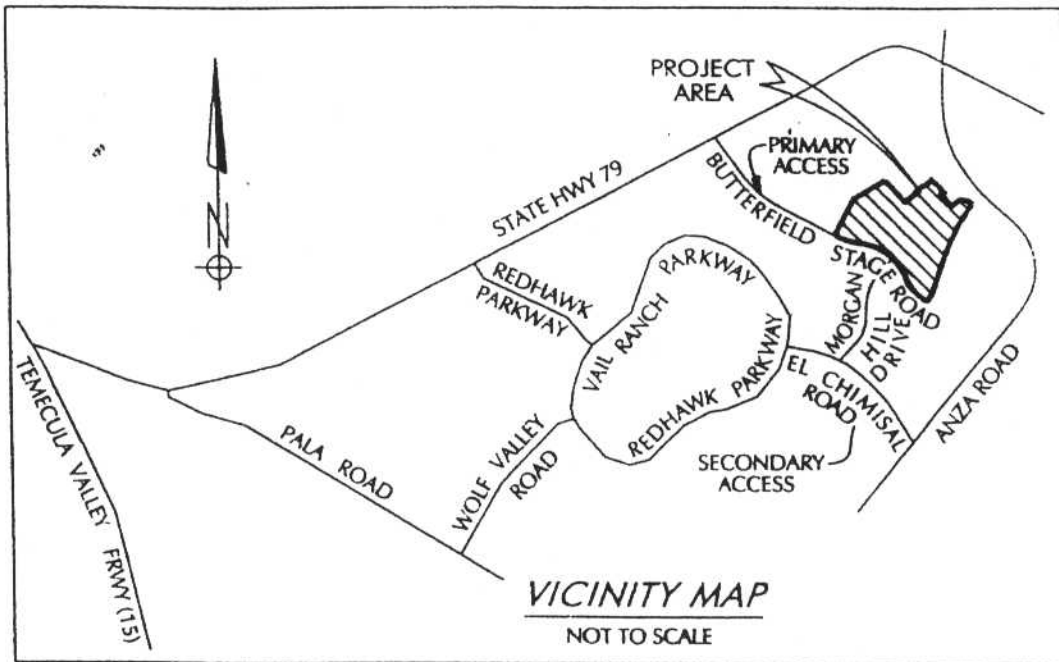 PROJECT
AREA
PRIMARY
ACCESS
STATE HWY 79
BUTTERFIELD STAGE ROAD
N
REDHAWK
PARKWAY
VAIL RANCH PARKWAY
MORGAN
HILL
DRIVE
REDHAWK PARKWAY
EL CHIMISAL
ROAD
ANZA ROAD
TEMECULA VALLEY FRWY (15)
PALA ROAD
WOLF VALLEY
ROAD
SECONDARY
ACCESS
VICINITY MAP
NOT TO SCALE